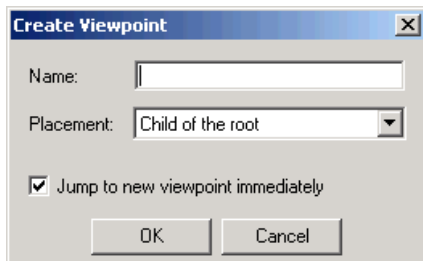 Create Viewpoint
Name:
Placement: Child of the root
Jump to new viewpoint immediately
OK Cancel